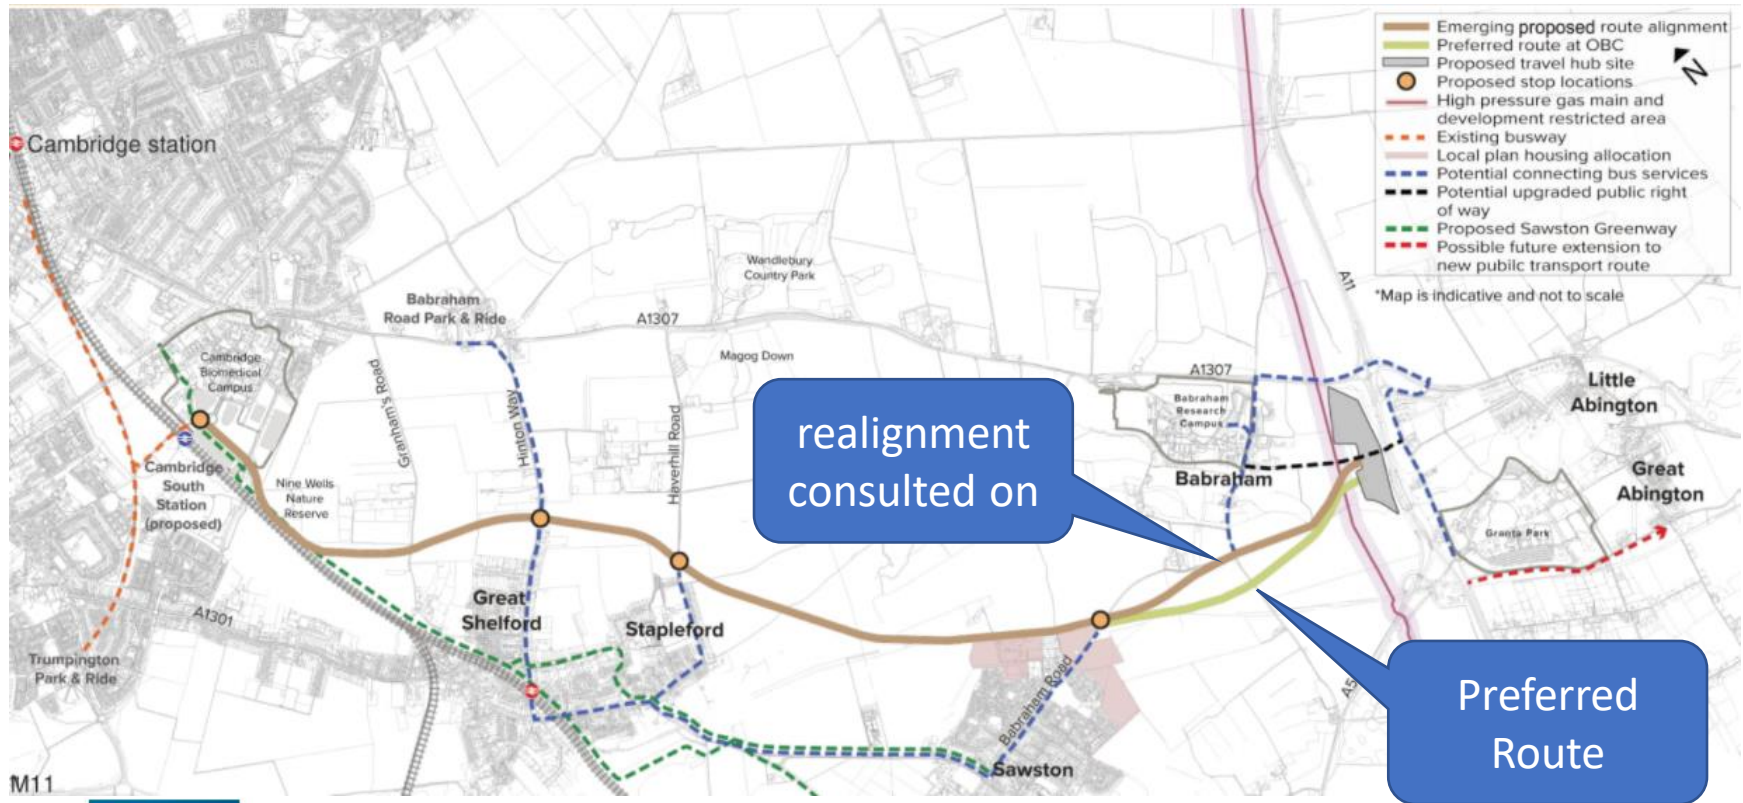 Emerging proposed route alignment
Preferred route at OBC
Proposed travel hub site
Proposed stop locations
High pressure gas main and
development restricted area
Existing busway
Local plan housing allocation
Potential connecting bus services
Potential upgraded public right
of way
Proposed Sawston Greenway
Possible future extension to
new public transport route
N
*Map is indicative and not to scale
Cambridge station
Wandlebury
Country Park
A11
Babraham
Road Park & Ride
A1307
Cambridge
Biomedical
Campus
Granham's Road
Hinton Way
Haverhill Road
Magog Down
A1307
Little
Abington
Babraham
Research
Campus
realignment
consulted on
Babraham
Great
Abington
Cambridge
South
Station
(proposed)
Nine Wells
Nature
Reserve
Granta Park
A1301
Great
Shelford
Stapleford
Trumpington
Park & Ride
Babraham Road
A5
Preferred
Route
Sawston
M11